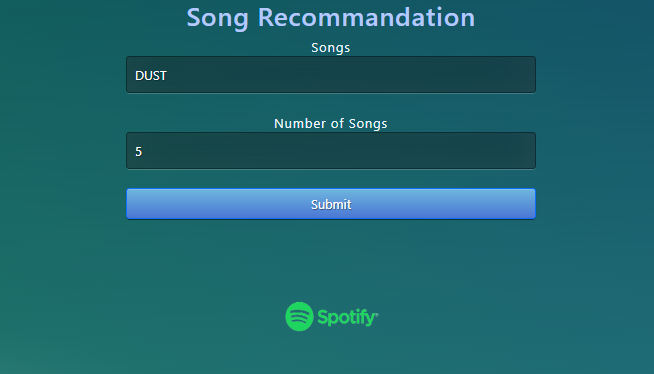 Song Recommandation
Songs
DUST
Number of Songs
5
Submit
Spotify